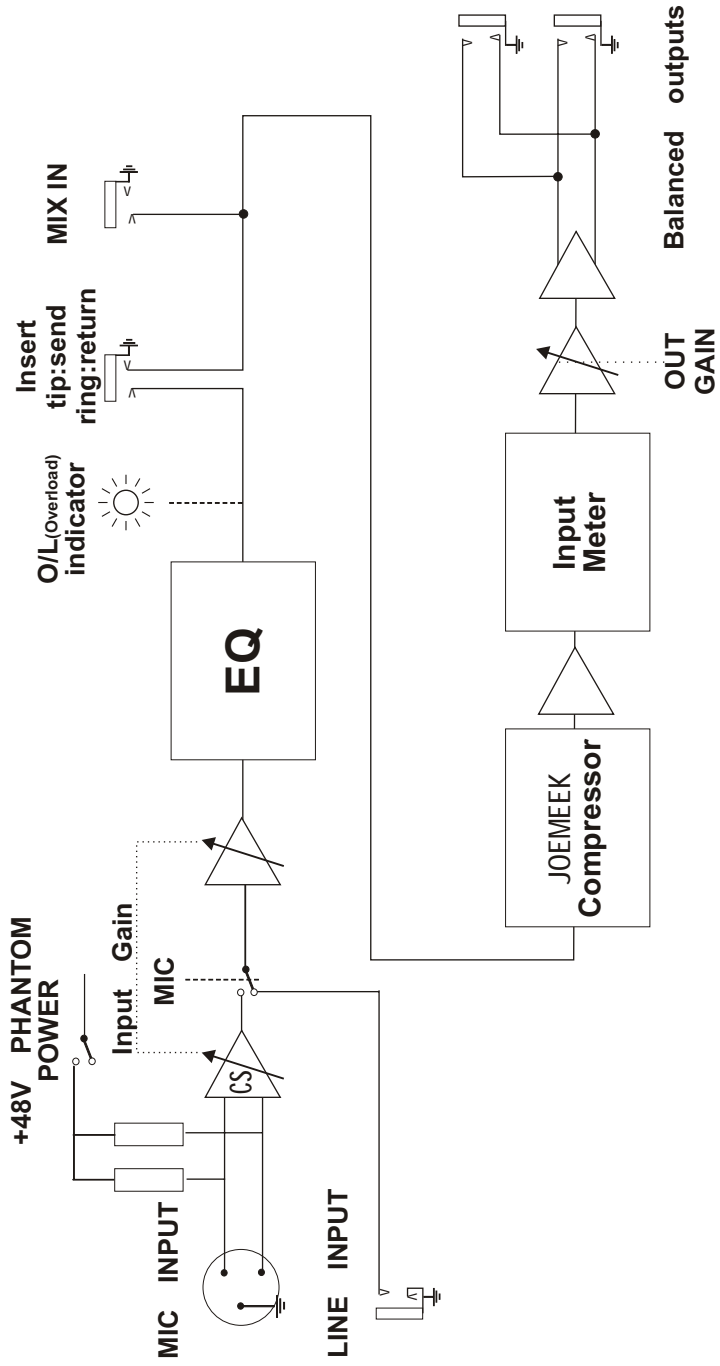 +48V PHANTOM
POWER
MIC INPUT
LINE INPUT
Input Gain
MIC
CS
EQ
O/L(Overload)
indicator
Insert
tip:send
ring:return
MIX IN
JOEMEEK
Compressor
Input
Meter
OUT
GAIN
Balanced outputs